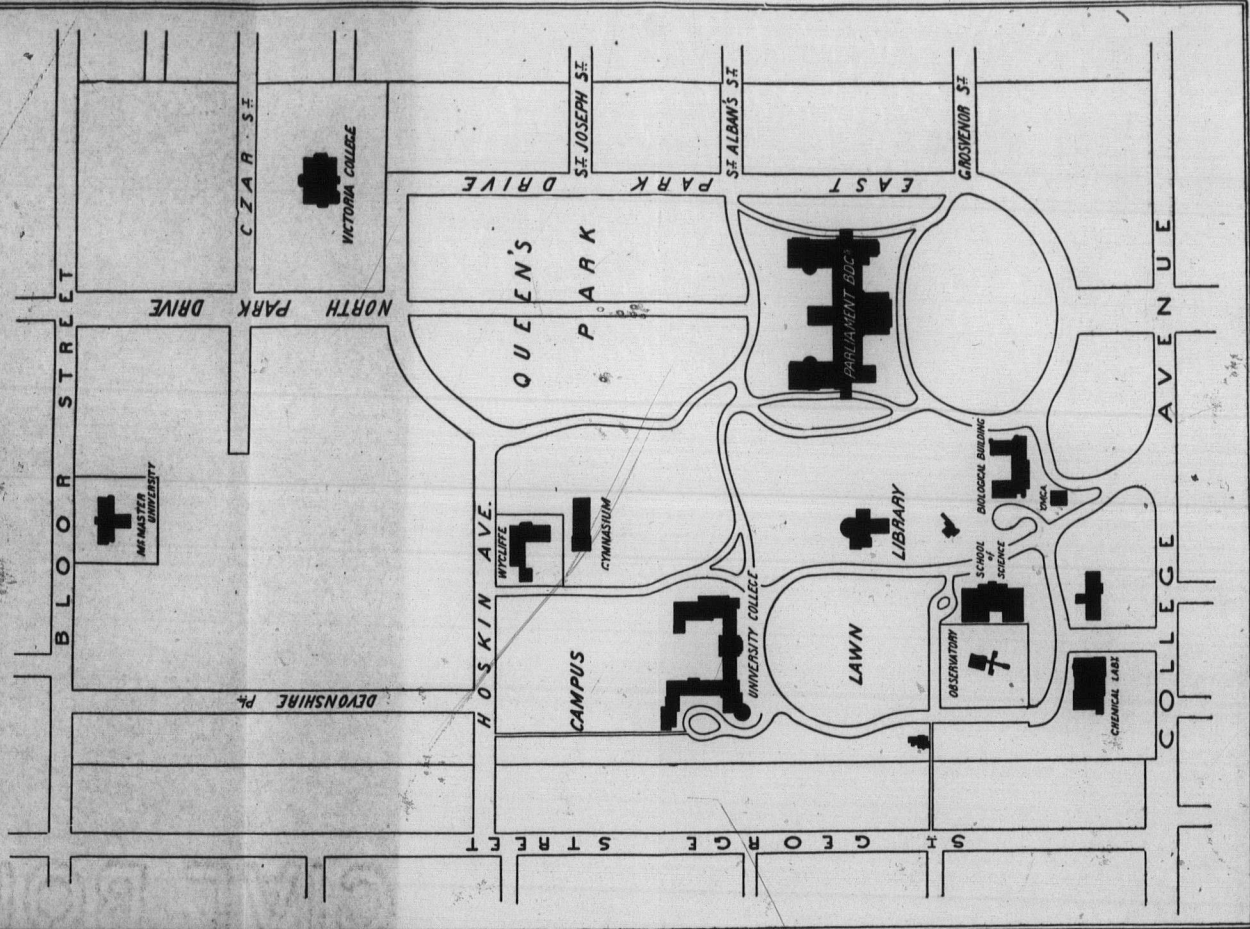 BLOOR STREET
CZAR ST.
VICTORIA COLLEGE
NORTH PARK DRIVE
McMASTER UNIVERSITY
DEVONSHIRE PL.
HOSKIN AVE.
WYCLIFFE
GYMNASIUM
CAMPUS
QUEEN'S
PARK
ST. JOSEPH ST.
ST. ALBAN'S ST.
GROSVENOR ST.
EAST PARK DRIVE
PARLIAMENT BDGS
UNIVERSITY COLLEGE
LAWN
LIBRARY
BIOLOGICAL BUILDING
YMCA
SCHOOL
of
SCIENCE
OBSERVATORY
CHEMICAL LABS
COLLEGE AVENUE
ST GEORGE STREET